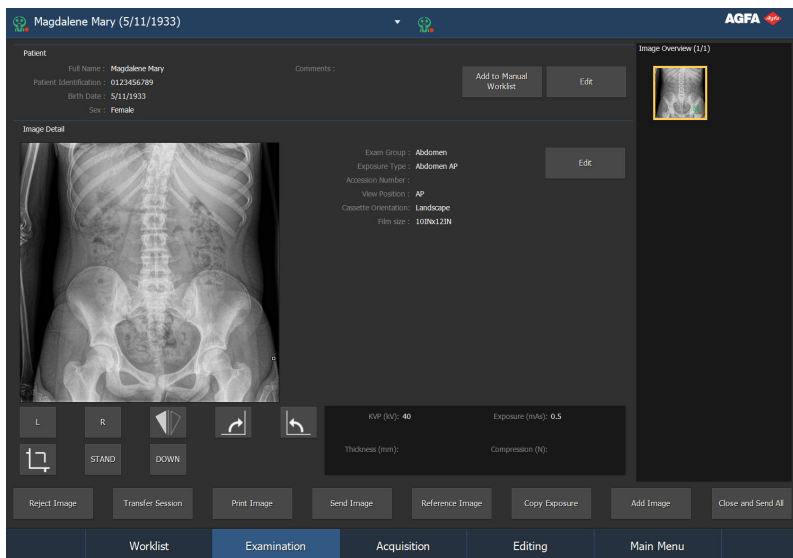 Magdalene Mary (5/11/1933)
AGFA
Patient
Full Name : Magdalene Mary
Comments :
Patient Identification : 0123456789
Birth Date : 5/11/1933
Sex : Female
Add to Manual Worklist
Edit
Image Overview (1/1)
Image Detail
Exam Group : Abdomen
Exposure Type : Abdomen AP
Accession Number :
View Position : AP
Cassette Orientation: Landscape
Film size : 10INx12IN
Edit
L
R
STAND
DOWN
KVP (kV): 40
Exposure (mAs): 0.5
Thickness (mm):
Compression (N):
Reject Image
Transfer Session
Print Image
Send Image
Reference Image
Copy Exposure
Add Image
Close and Send All
Worklist
Examination
Acquisition
Editing
Main Menu